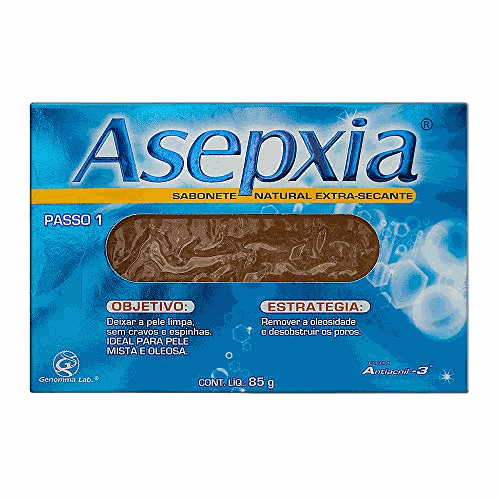 Asepxia®
SABONETE NATURAL EXTRA-SECANTE
PASSO 1
OBJETIVO:
Deixar a pele limpa,
sem cravos e espinhas.
IDEAL PARA PELE
MISTA E OLEOSA.
ESTRATEGIA:
Remover a oleosidade
e desobstruir os poros.
Genomma Lab.®
CONT. LÍQ. 85 g
Antiacnil-3